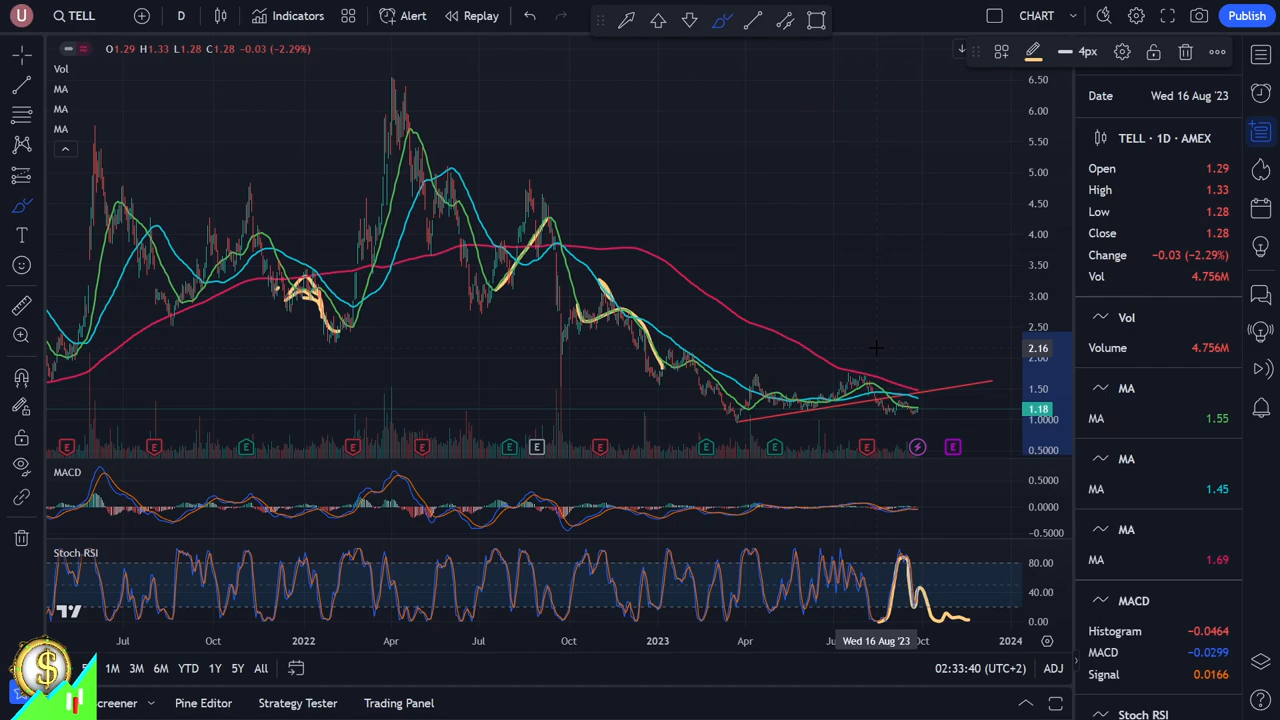 U TELL D Indicators Alert Replay CHART Publish
O1.29 H1.33 L1.28 C1.28 −0.03 (−2.29%)
4px
Vol
MA
MA
MA
6.50
6.00
5.50
5.00
4.50
4.00
3.50
3.00
2.50
2.16
2.00
1.50
1.18
1.0000
0.5000
E E E E E E E E E E E E
MACD
0.5000
0.0000
−0.5000
Stoch RSI
80.00
40.00
0.00
Jul Oct 2022 Apr Jul Oct 2023 Apr Wed 16 Aug '23 Oct 2024
1M 3M 6M YTD 1Y 5Y All 02:33:40 (UTC+2) ADJ
creener Pine Editor Strategy Tester Trading Panel
Date Wed 16 Aug '23
TELL · 1D · AMEX
Open 1.29
High 1.33
Low 1.28
Close 1.28
Change −0.03 (−2.29%)
Vol 4.756M
Vol
Volume 4.756M
MA
MA 1.55
MA
MA 1.45
MA
MA 1.69
MACD
Histogram −0.0464
MACD −0.0299
Signal 0.0166
Stoch RSI